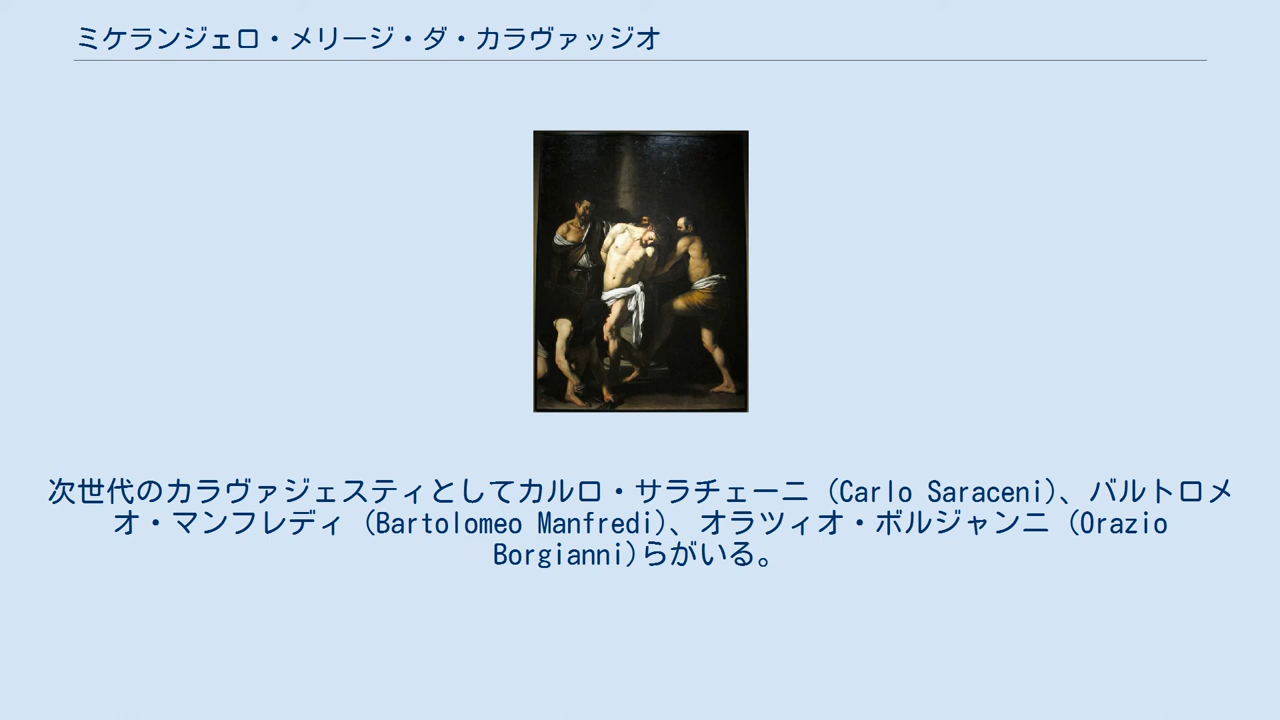 ミケランジェロ・メリージ・ダ・カラヴァッジオ
次世代のカラヴァジェスティとしてカルロ・サラチェーニ (Carlo Saraceni)、バルトロメ
オ・マンフレディ (Bartolomeo Manfredi)、オラツィオ・ボルジャンニ (Orazio
Borgianni)らがいる。